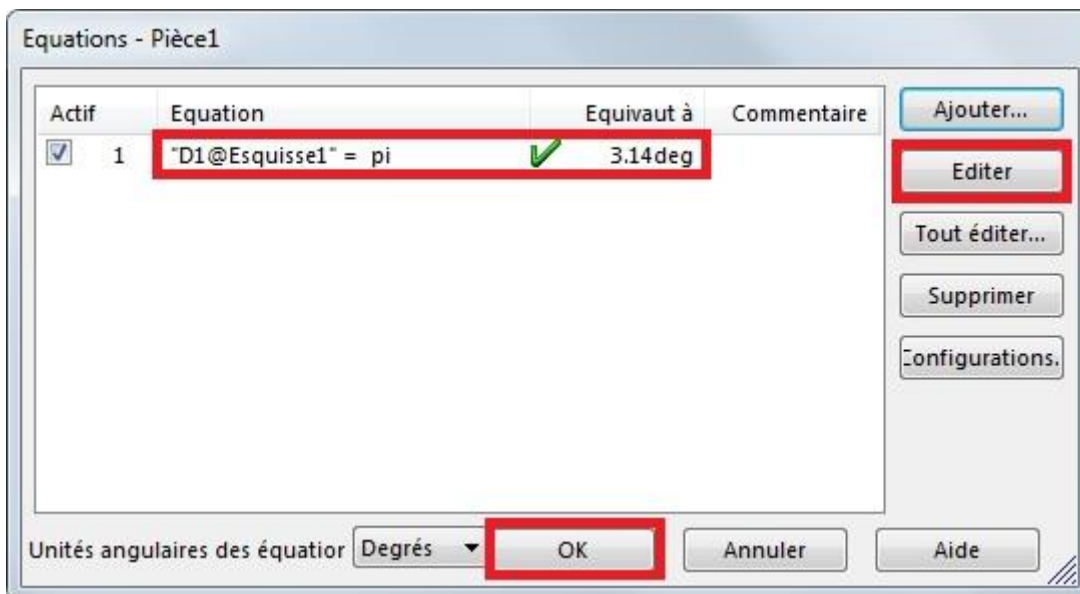 Equations - Pièce1
Actif Equation Equivaut à Commentaire
1 "D1@Esquisse1" = pi 3.14deg
Ajouter...
Editer
Tout éditer...
Supprimer
Configurations.
Unités angulaires des équatior Degrés OK Annuler Aide